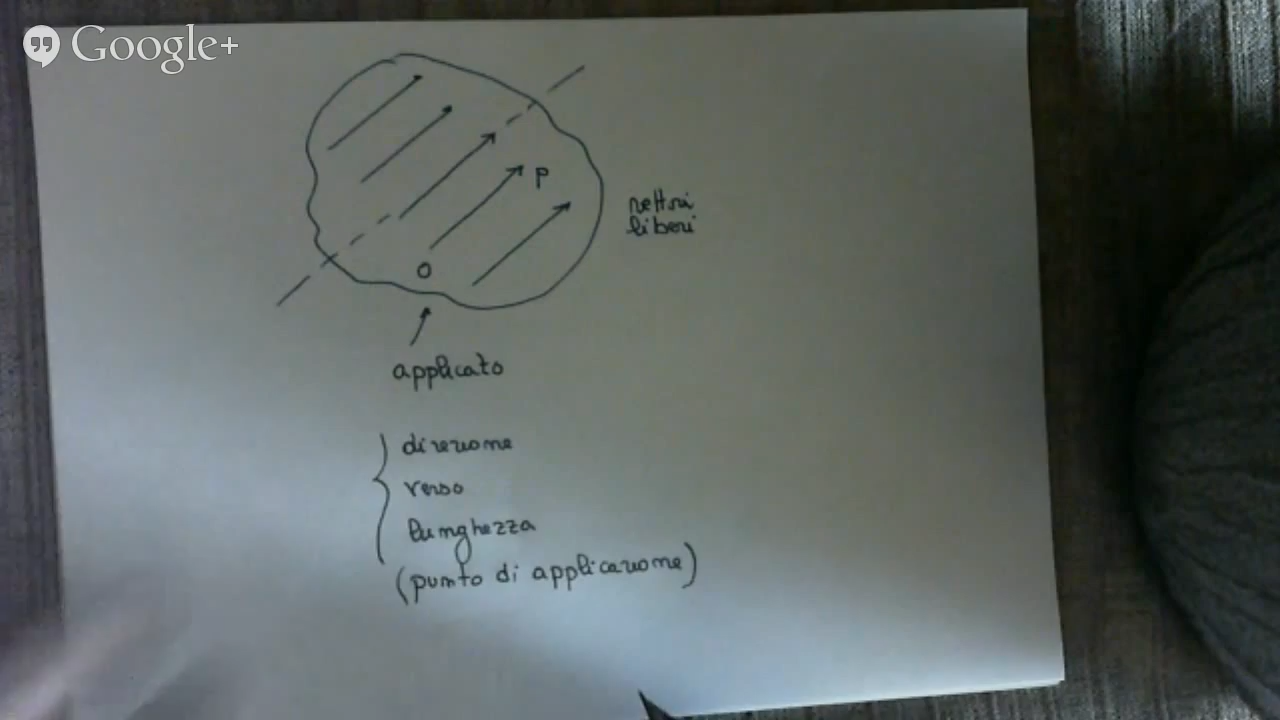 Google+
P
vettori
liberi
O
applicato
direzione
verso
lunghezza
(punto di applicazione)